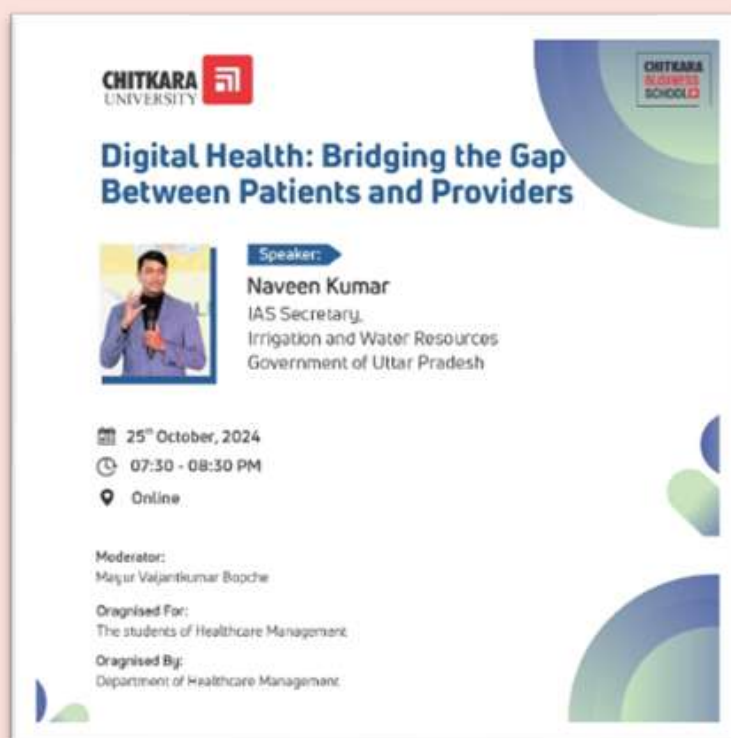 CHITKARA
UNIVERSITY
CHITKARA
BUSINESS
SCHOOL
Digital Health: Bridging the Gap
Between Patients and Providers
Speaker:
Naveen Kumar
IAS Secretary,
Irrigation and Water Resources
Government of Uttar Pradesh
25th October, 2024
07:30 - 08:30 PM
Online
Moderator:
Mayur Vaijantkumar Bopche
Oragnised For:
The students of Healthcare Management
Oragnised By:
Department of Healthcare Management